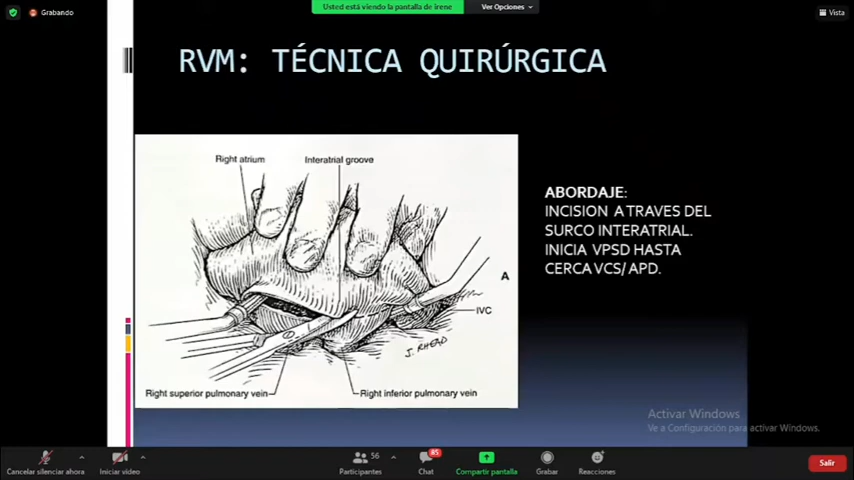 Grabando
Usted está viendo la pantalla de irene
Ver Opciones
Vista
RVM: TÉCNICA QUIRÚRGICA
Right atrium
Interatrial groove
A
IVC
J. RHEAD
Right superior pulmonary vein
Right inferior pulmonary vein
ABORDAJE:
INCISION A TRAVES DEL
SURCO INTERATRIAL.
INICIA VPSD HASTA
CERCA VCS/ APD.
Activar Windows
Ve a Configuración para activar Windows.
Cancelar silenciar ahora
Iniciar video
56
Participantes
85
Chat
Compartir pantalla
Grabar
Reacciones
Salir